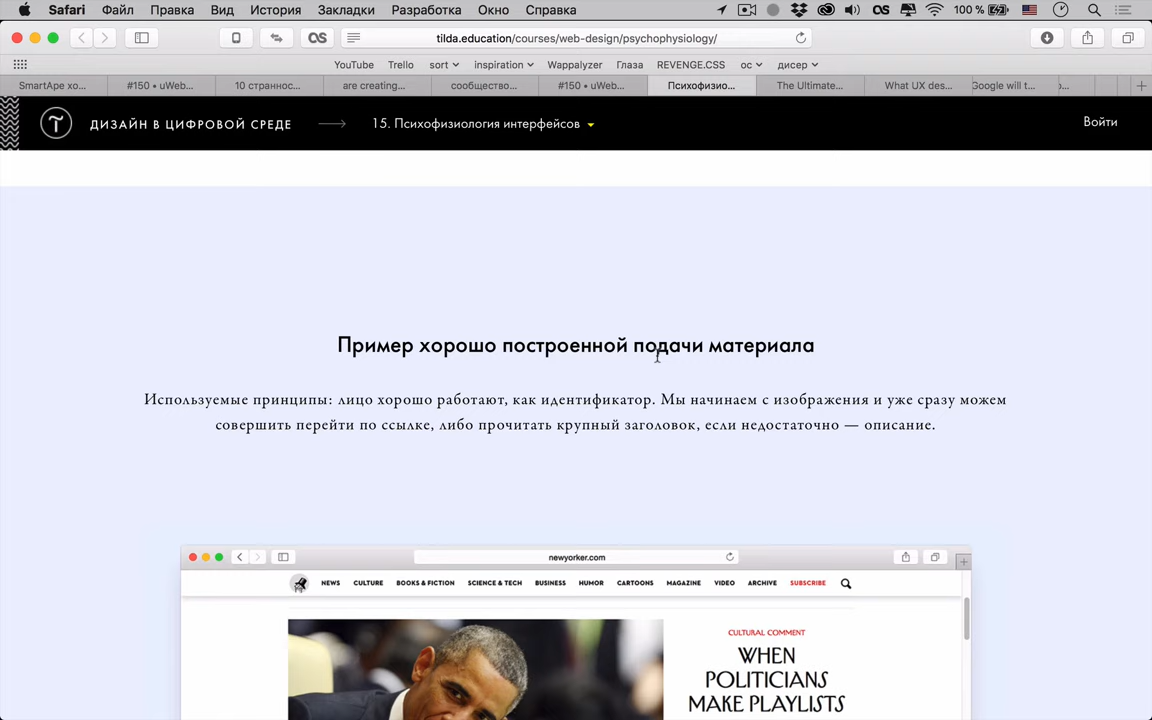 Safari Файл Правка Вид История Закладки Разработка Окно Справка 100 %
tilda.education/courses/web-design/psychophysiology/
YouTube Trello sort inspiration Wappalyzer Глаза REVENGE.CSS ос дисер
SmartApe хо... #150 • uWeb... 10 страннос... are creating... сообщество... #150 • uWeb... Психофизио... The Ultimate... What UX des... Google will t...
ДИЗАЙН В ЦИФРОВОЙ СРЕДЕ 15. Психофизиология интерфейсов Войти
Пример хорошо построенной подачи материала
Используемые принципы: лицо хорошо работают, как идентификатор. Мы начинаем с изображения и уже сразу можем
совершить перейти по ссылке, либо прочитать крупный заголовок, если недостаточно — описание.
newyorker.com
NEWS CULTURE BOOKS & FICTION SCIENCE & TECH BUSINESS HUMOR CARTOONS MAGAZINE VIDEO ARCHIVE SUBSCRIBE
CULTURAL COMMENT
WHEN
POLITICIANS
MAKE PLAYLISTS